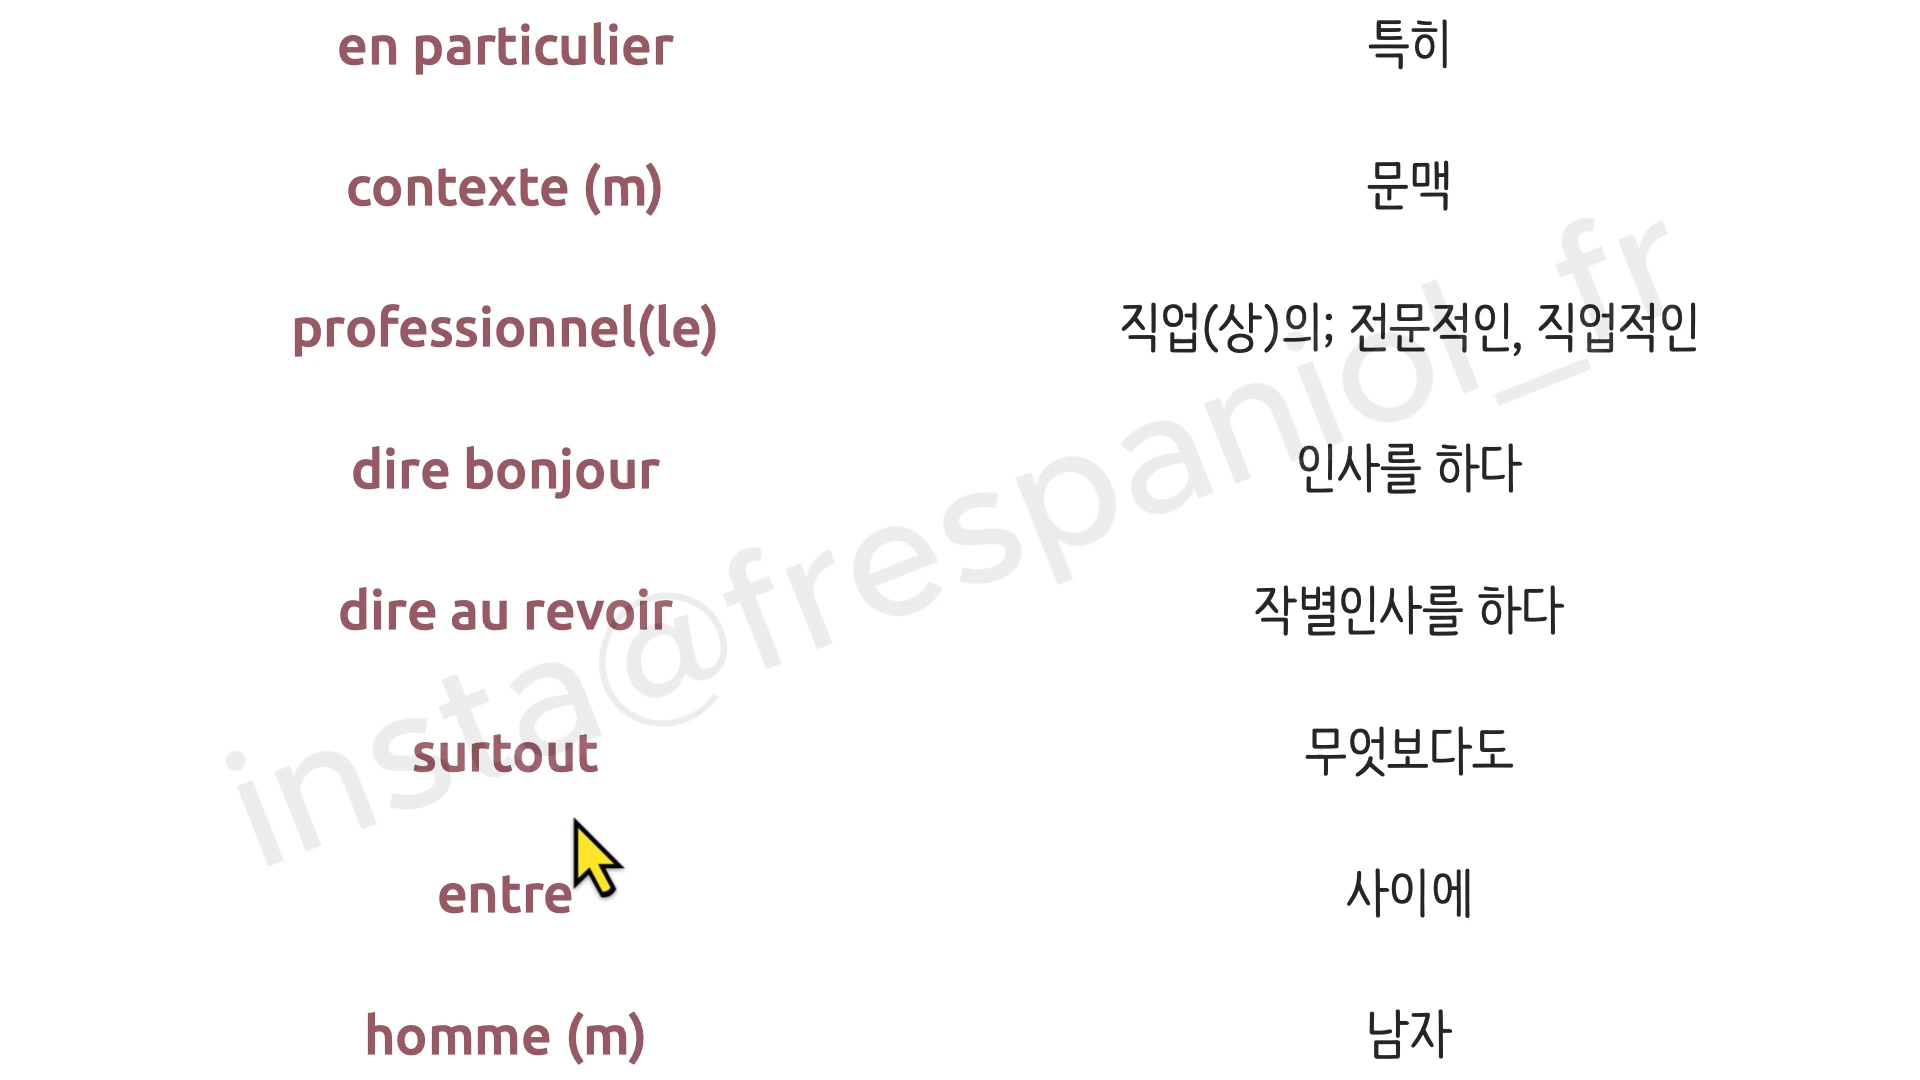 en particulier 특히
contexte (m) 문맥
professionnel(le) 직업(상)의; 전문적인, 직업적인
dire bonjour 인사를 하다
dire au revoir 작별인사를 하다
surtout 무엇보다도
entre 사이에
homme (m) 남자
insta@frespaniol_fr